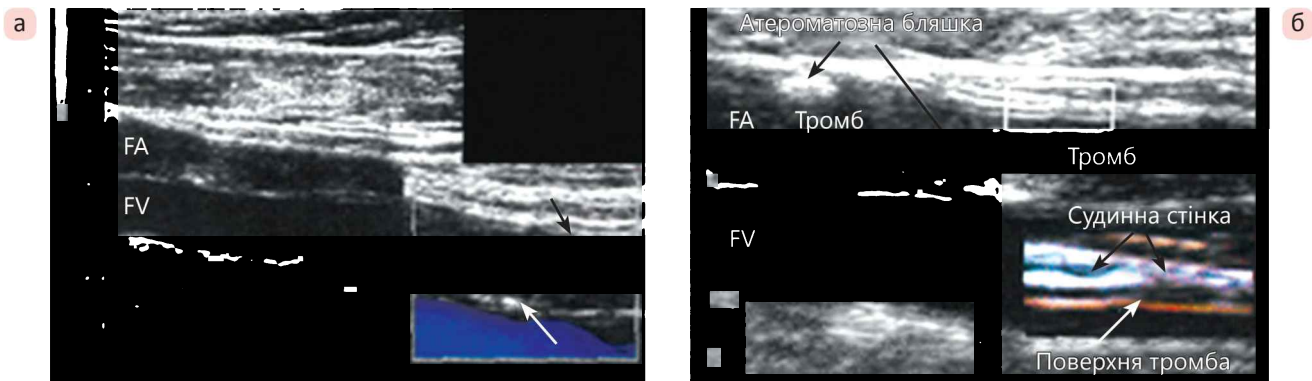 а
FA
FV
б
Атероматозна бляшка
FA
Тромб
Тромб
FV
Судинна стінка
Поверхня тромба